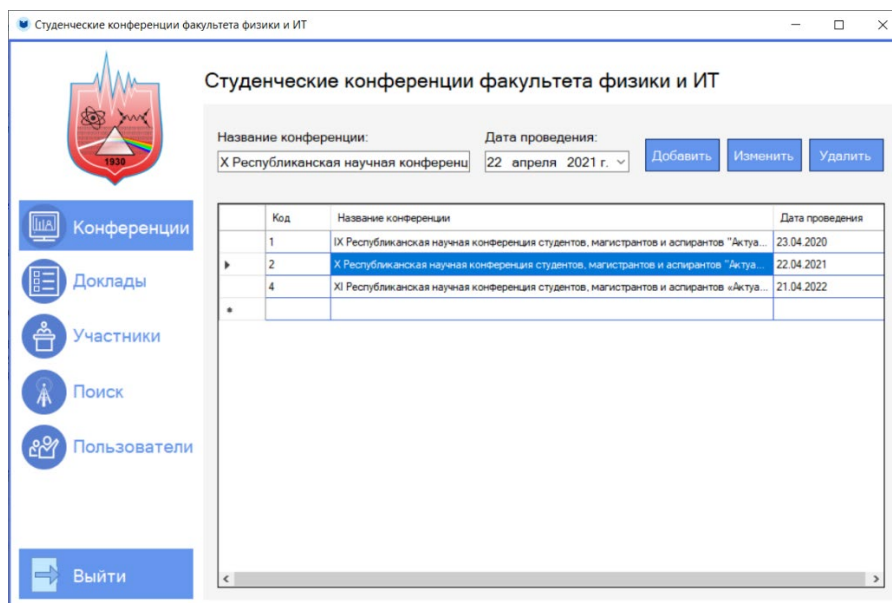 Студенческие конференции факультета физики и ИТ
1930
Студенческие конференции факультета физики и ИТ
Название конференции:
Дата проведения:
X Республиканская научная конференц
22 апреля 2021 г.
Добавить
Изменить
Удалить
Конференции
Доклады
Участники
Поиск
Пользователи
Выйти
Код Название конференции Дата проведения
1 IX Республиканская научная конференция студентов, магистрантов и аспирантов "Актуа... 23.04.2020
2 X Республиканская научная конференция студентов, магистрантов и аспирантов "Актуа... 22.04.2021
4 XI Республиканская научная конференция студентов, магистрантов и аспирантов «Актуа... 21.04.2022